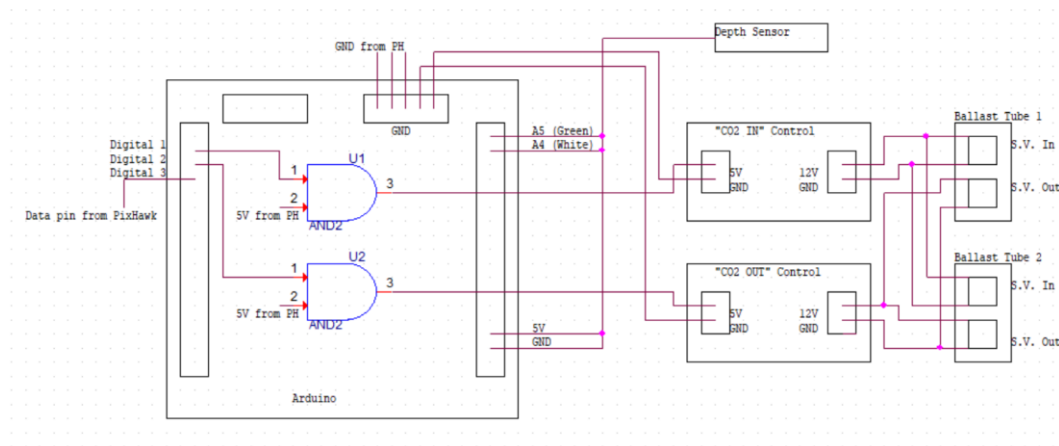 Depth Sensor
GND from PH
GND
Ballast Tube 1
A5 (Green)
"CO2 IN" Control
Digital 1
A4 (White)
S.V. In
Digital 2
U1
Digital 3
1
5V
12V
3
GND
GND
S.V. Out
2
Data pin from PixHawk
5V from PH
AND2
U2
Ballast Tube 2
1
"CO2 OUT" Control
3
S.V. In
2
5V from PH
5V
12V
AND2
5V
GND
GND
GND
S.V. Out
Arduino